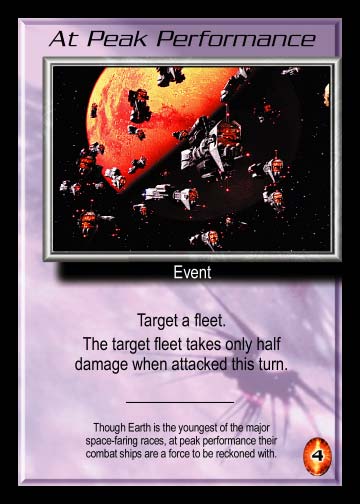 At Peak Performance
Event
Target a fleet.
The target fleet takes only half
damage when attacked this turn.
Though Earth is the youngest of the major
space-faring races, at peak performance their
combat ships are a force to be reckoned with.
4